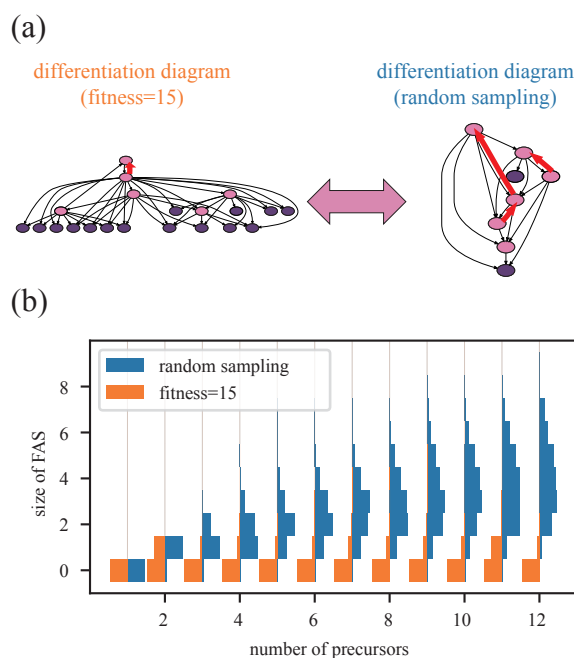 (a)
differentiation diagram
(fitness=15)
differentiation diagram
(random sampling)
(b)
random sampling
fitness=15
size of FAS
8
6
4
2
0
2 4 6 8 10 12
number of precursors